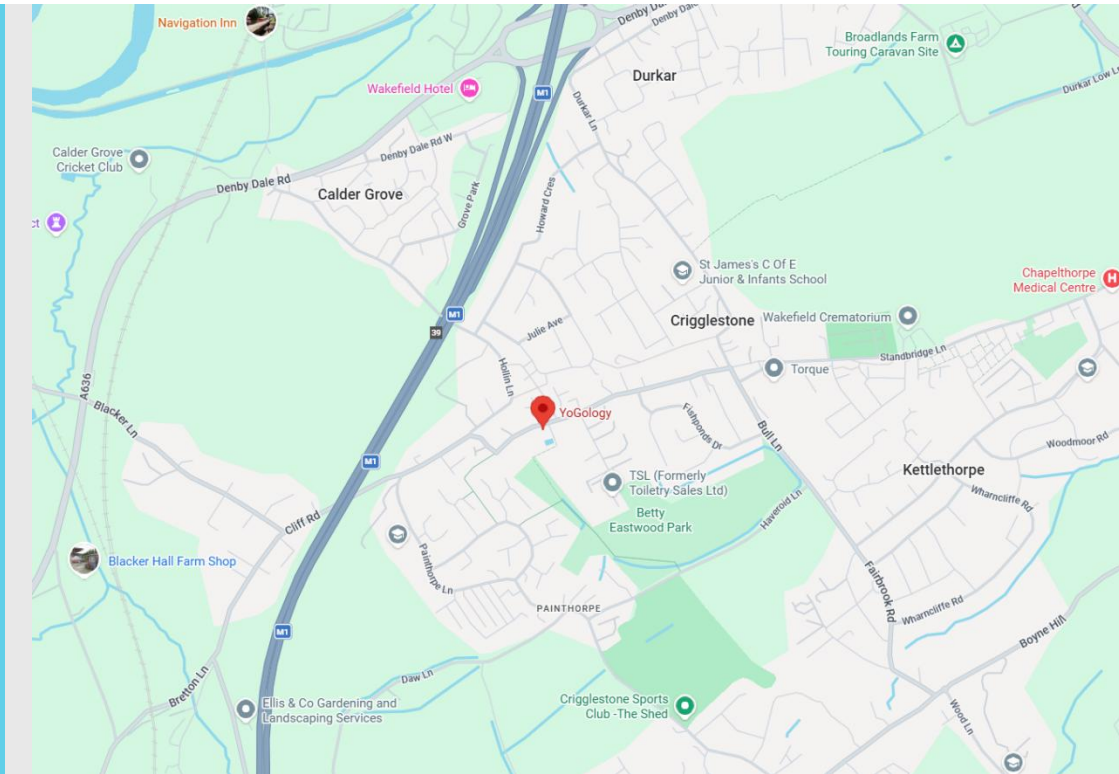 Navigation Inn
Denby Dale
Denby Dale
Broadlands Farm
Touring Caravan Site
Durkar
Wakefield Hotel
M1
Durkar Ln
Durkar Low Ln
Denby Dale Rd W
Calder Grove
Cricket Club
Denby Dale Rd
Calder Grove
Grove Park
Howard Cres
ct
St James's C Of E
Junior & Infants School
Chapelthorpe
Medical Centre
H
M1
39
Julie Ave
Crigglestone
Wakefield Crematorium
Standbridge Ln
Hollin Ln
Torque
A636
Blacker Ln
YoGology
Fishponds Dr
Bull Ln
Woodmoor Rd
M1
Kettlethorpe
TSL (Formerly
Toiletry Sales Ltd)
Wharncliffe Rd
Haveroid Ln
Betty
Eastwood Park
Cliff Rd
Blacker Hall Farm Shop
Painthorpe Ln
Fairbrook Rd
PAINTHORPE
Wharncliffe Rd
M1
Boyne Hill
Daw Ln
Bretton Ln
Ellis & Co Gardening and
Landscaping Services
Crigglestone Sports
Club -The Shed
Wood Ln